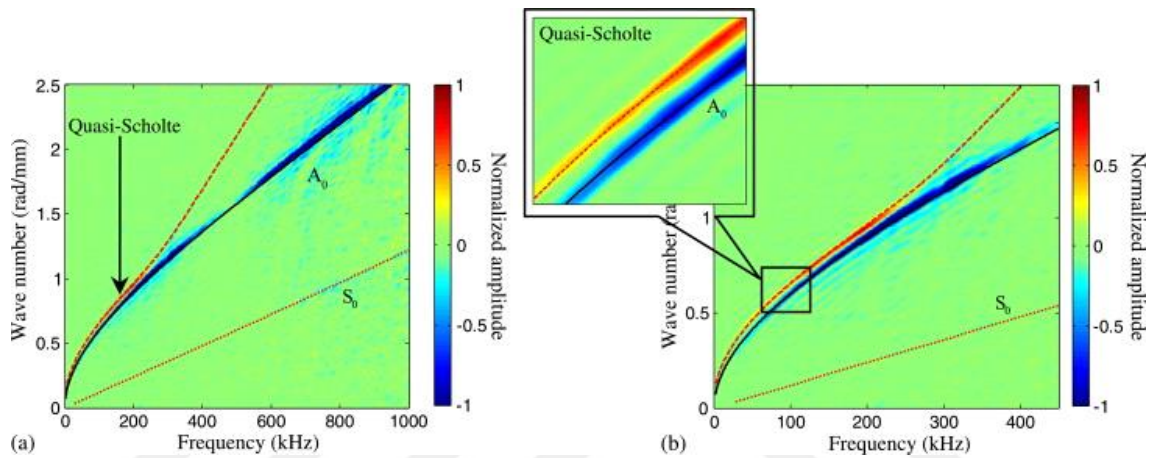 2.5
2
1.5
1
0.5
0
Wave number (rad/mm)
Quasi-Scholte
A0
S0
0
200
400
600
800
1000
Frequency (kHz)
(a)
1
0.5
0
-0.5
-1
Normalized amplitude
Quasi-Scholte
A0
2.5
1
0.5
0
Wave number (ra
S0
0
100
200
300
400
Frequency (kHz)
(b)
1
0.5
0
-0.5
-1
Normalized amplitude